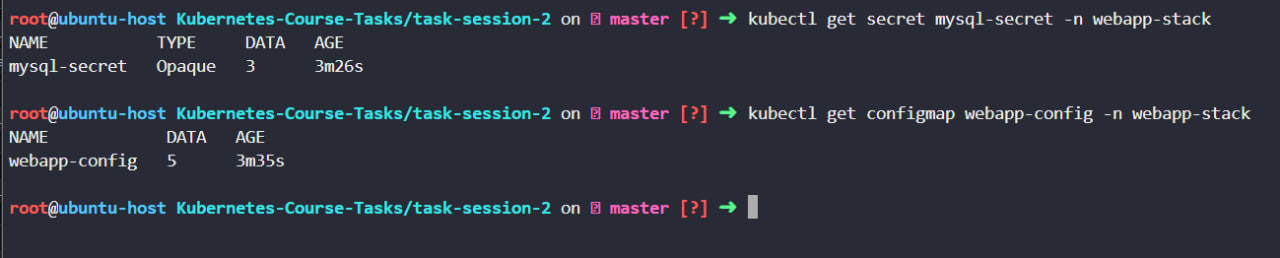 root@ubuntu-host Kubernetes-Course-Tasks/task-session-2 on master [?] ➜ kubectl get secret mysql-secret -n webapp-stack
NAME TYPE DATA AGE
mysql-secret Opaque 3 3m26s
root@ubuntu-host Kubernetes-Course-Tasks/task-session-2 on master [?] ➜ kubectl get configmap webapp-config -n webapp-stack
NAME DATA AGE
webapp-config 5 3m35s
root@ubuntu-host Kubernetes-Course-Tasks/task-session-2 on master [?] ➜